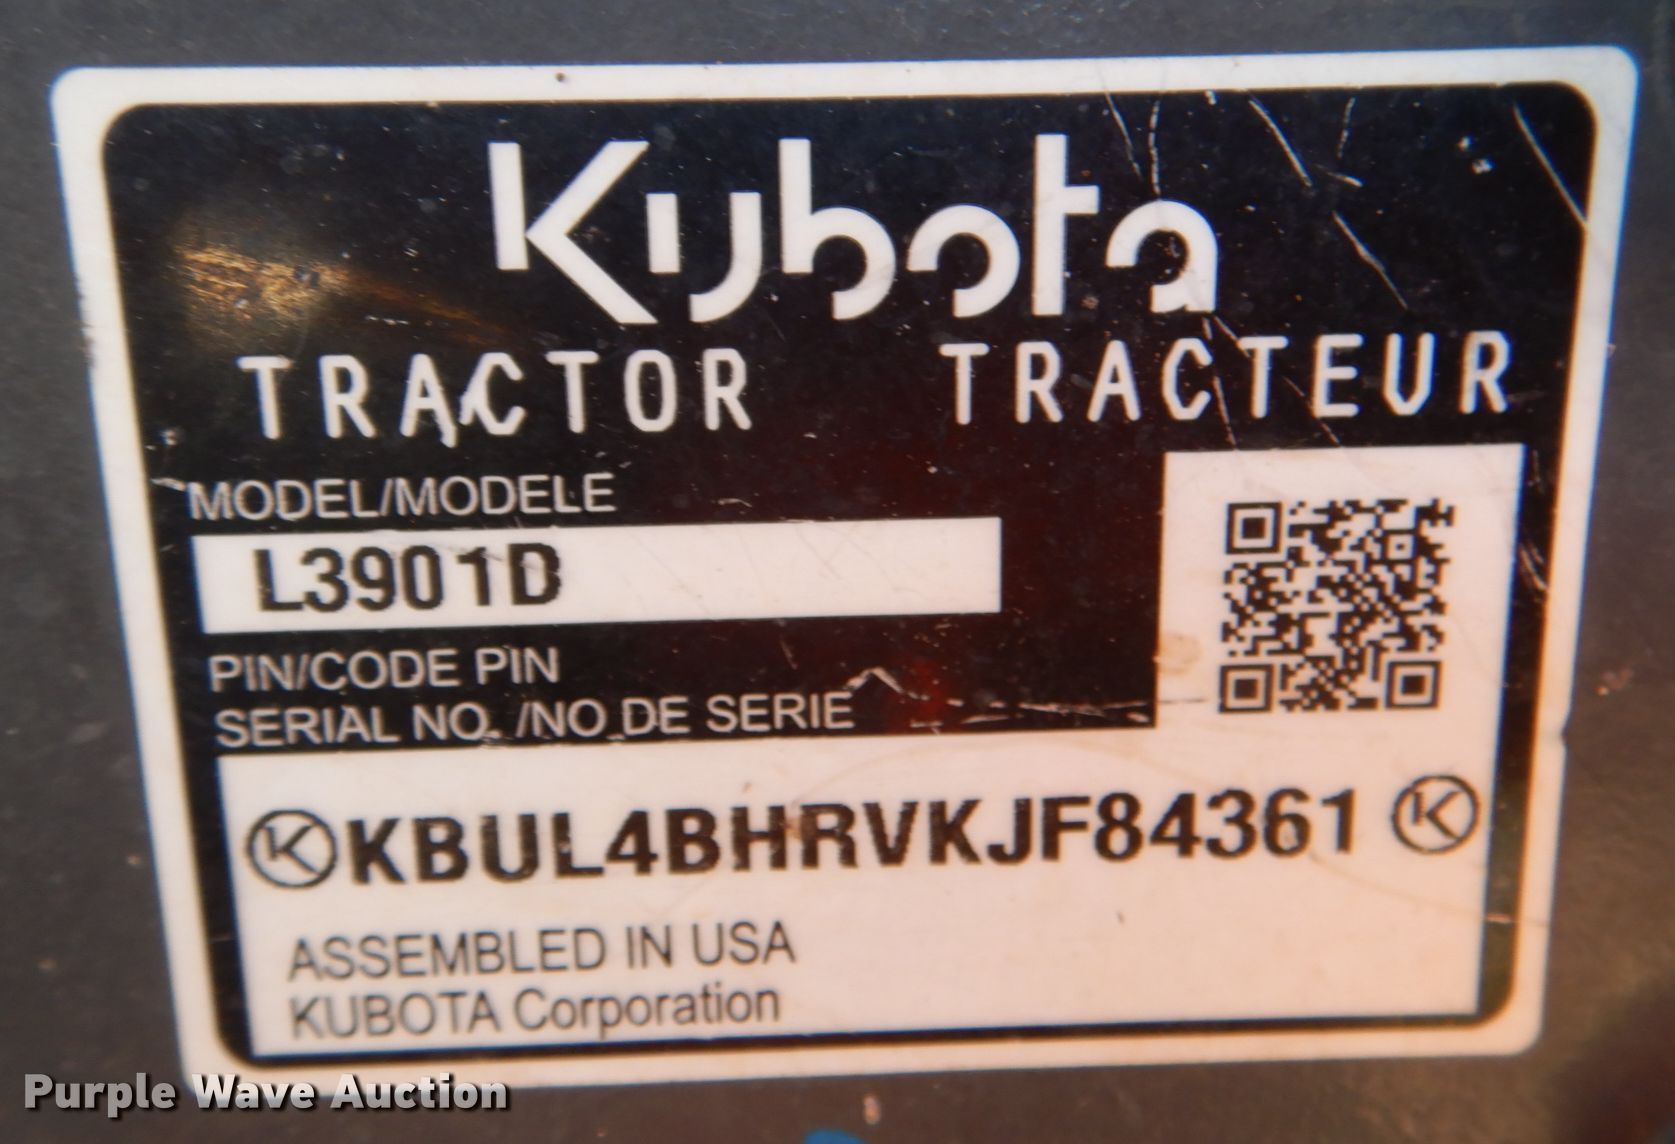 Kubota
TRACTOR TRACTEUR
MODEL/MODELE
L3901D
PIN/CODE PIN
SERIAL NO. /NO DE SERIE
KBUL4BHRVKJF84361
ASSEMBLED IN USA
KUBOTA Corporation
Purple Wave Auction